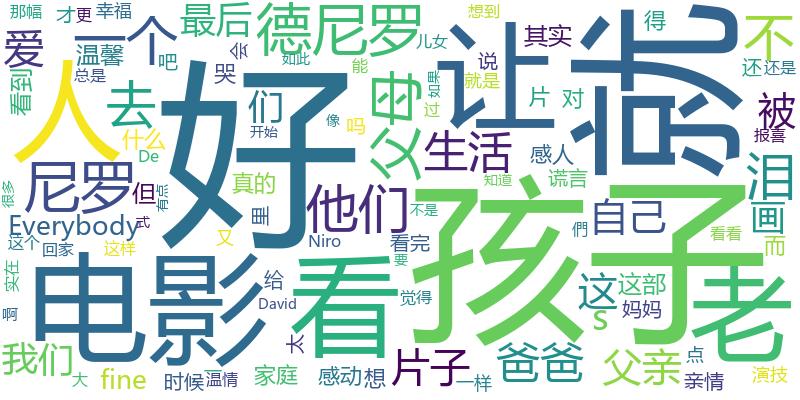 那幅 才 更 幸福
爱 一个 最后 德尼罗 让 就 其实 得 不
温馨 吧 会 儿女 想到
总是 哭 如此 能 说 还 还是
看到 人 去 好 们 父母 就是 如果 片 对 被
什么 吗 过 报喜
De 像 开始 生活 感人 泪
尼罗 但 真的 他们 谎言
很多 有点 知道 孩子 老
Everybody 式 里 不是 自己 画
这个 回家 这样 又 Niro 看完 們 看看 而
实在 电影 给 看 要 这 这部
啊 David 觉得 s 妈妈
我们 太 片子 爸爸 父亲 点
大 fine 时候 温情 家庭 感动 想 一样 亲情 演技